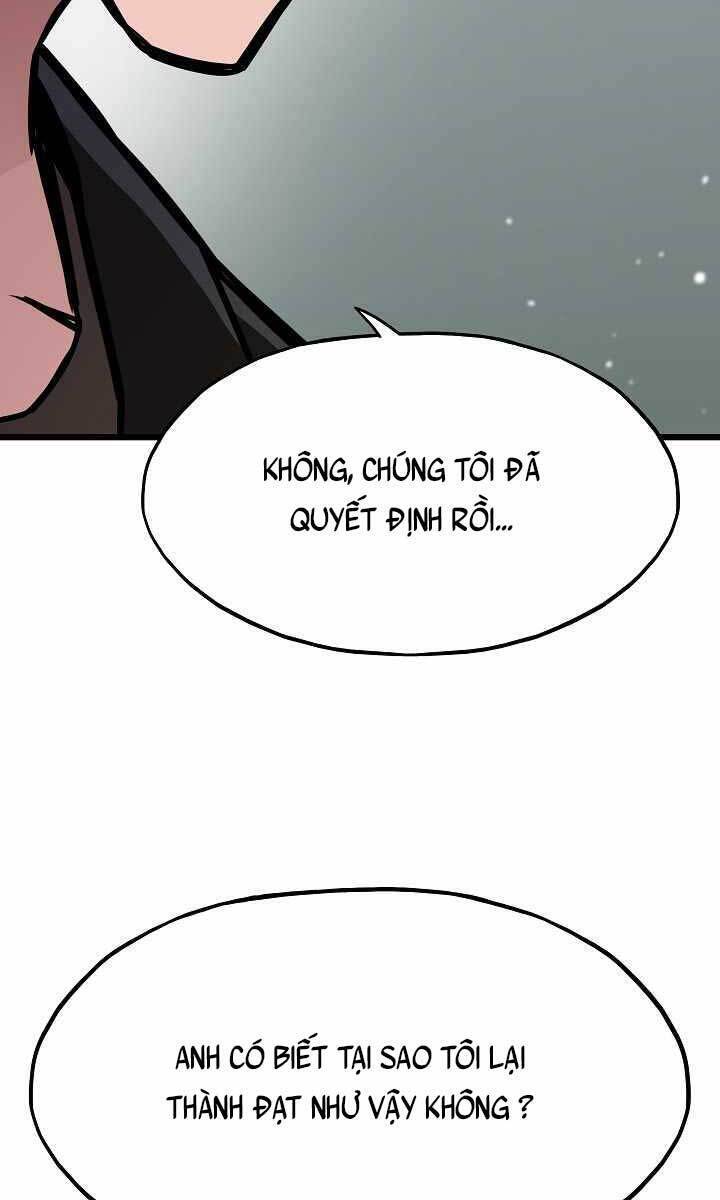 KHÔNG, CHÚNG TÔI ĐÃ
QUYẾT ĐỊNH RỒI...
ANH CÓ BIẾT TẠI SAO TÔI LẠI
THÀNH ĐẠT NHƯ VẬY KHÔNG ?